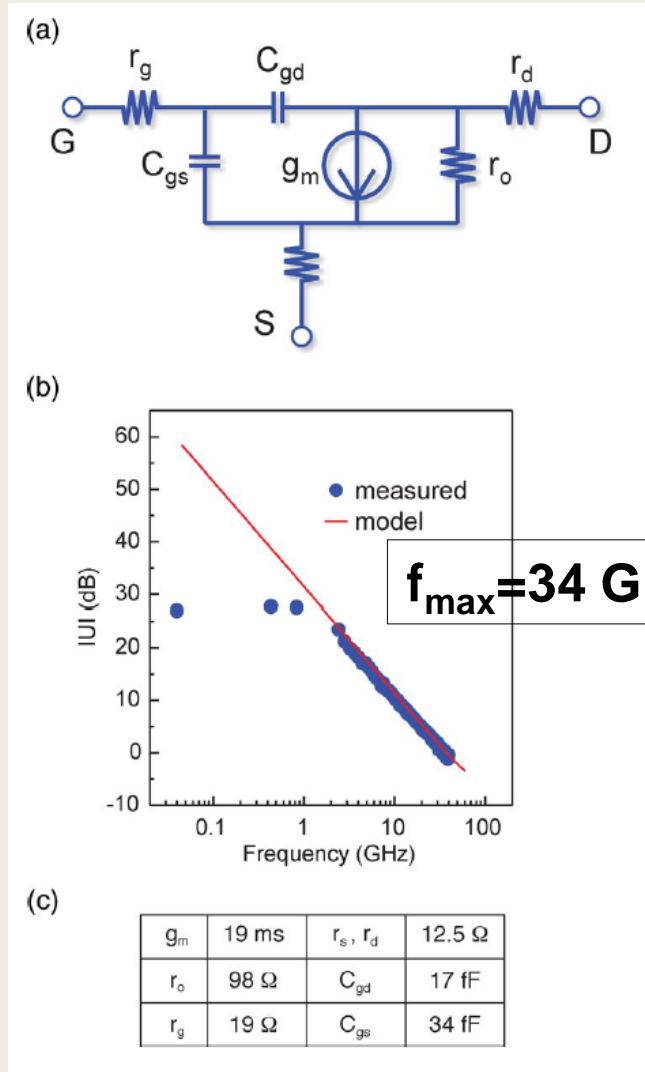 (a)
r_g
C_gd
r_d
G
D
C_gs
g_m
r_o
S
(b)
60
50
40
30
20
10
0
-10
measured
model
f_max=34 G
IUI (dB)
0.1 1 10 100
Frequency (GHz)
(c)
g_m 19 ms r_s, r_d 12.5 Ω
r_o 98 Ω C_gd 17 fF
r_g 19 Ω C_gs 34 fF